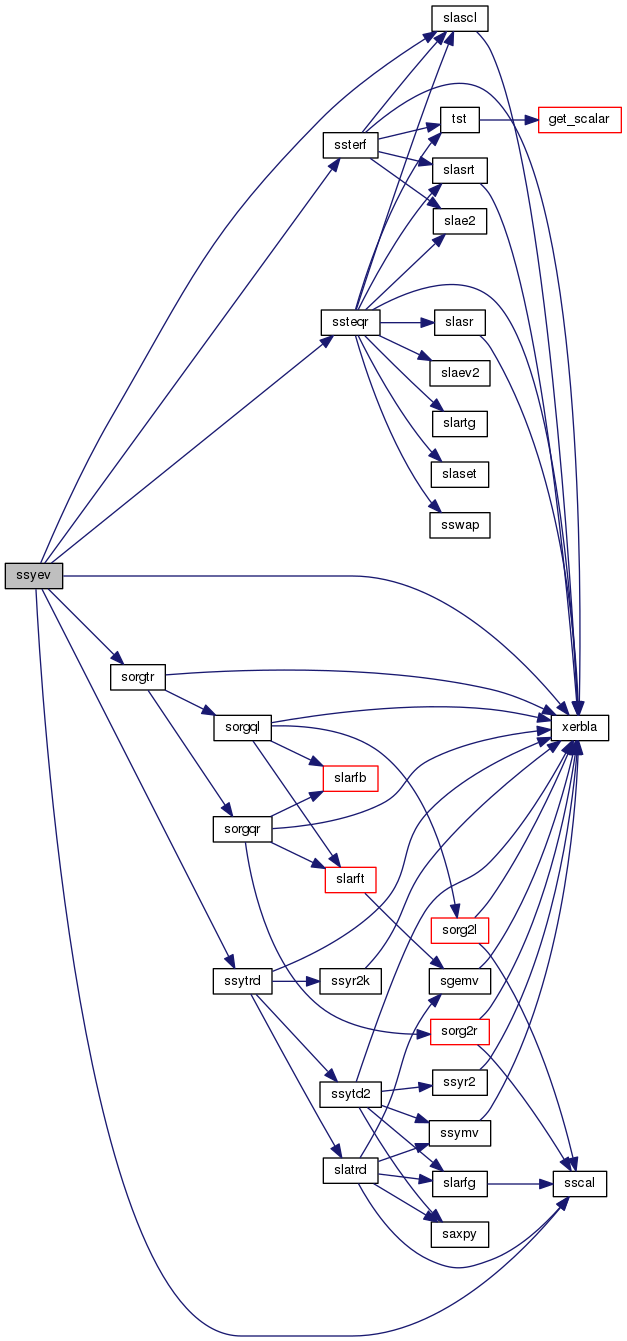 slascl
tst
get_scalar
ssterf
slasrt
slae2
ssteqr
slasr
slaev2
slartg
slaset
sswap
ssyev
sorgtr
sorgql
xerbla
slarfb
sorgqr
slarft
sorg2l
ssytrd
ssyr2k
sgemv
sorg2r
ssytd2
ssyr2
ssymv
slatrd
slarfg
sscal
saxpy